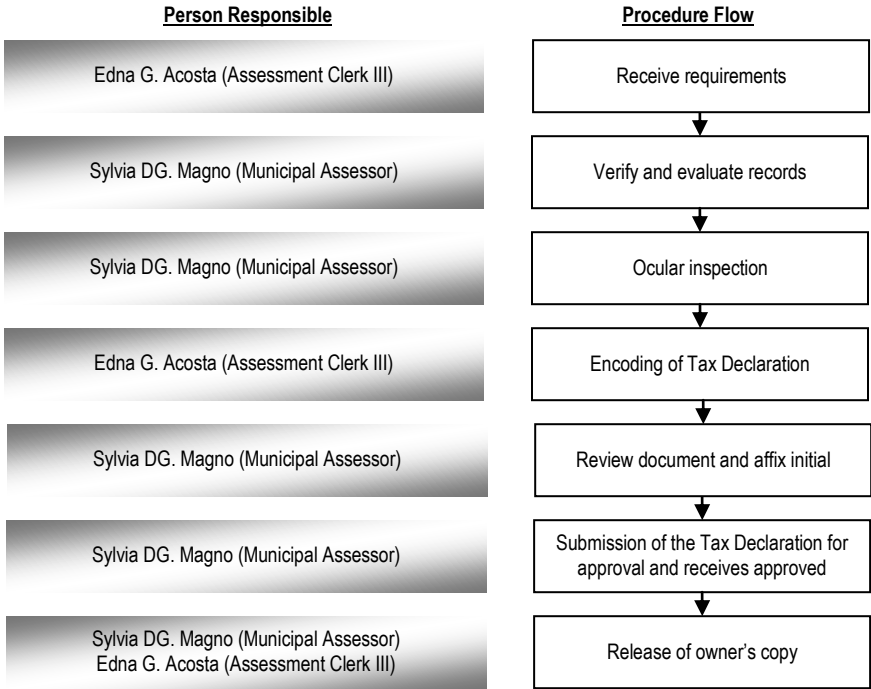 Person Responsible
Procedure Flow
Edna G. Acosta (Assessment Clerk III)
Receive requirements
Sylvia DG. Magno (Municipal Assessor)
Verify and evaluate records
Sylvia DG. Magno (Municipal Assessor)
Ocular inspection
Edna G. Acosta (Assessment Clerk III)
Encoding of Tax Declaration
Sylvia DG. Magno (Municipal Assessor)
Review document and affix initial
Sylvia DG. Magno (Municipal Assessor)
Submission of the Tax Declaration for
approval and receives approved
Sylvia DG. Magno (Municipal Assessor)
Edna G. Acosta (Assessment Clerk III)
Release of owner’s copy